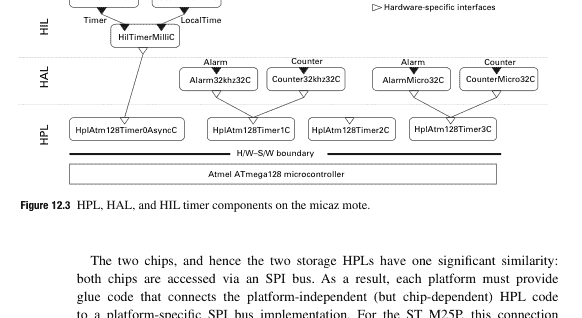 Hardware-specific interfaces
HIL
Timer
LocalTime
HilTimerMilliC
HAL
Alarm
Counter
Alarm
Counter
Alarm32khz32C
Counter32khz32C
AlarmMicro32C
CounterMicro32C
HPL
HplAtm128Timer0AsyncC
HplAtm128Timer1C
HplAtm128Timer2C
HplAtm128Timer3C
H/W–S/W boundary
Atmel ATmega128 microcontroller
Figure 12.3 HPL, HAL, and HIL timer components on the micaz mote.
The two chips, and hence the two storage HPLs have one significant similarity:
both chips are accessed via an SPI bus. As a result, each platform must provide
glue code that connects the platform-independent (but chip-dependent) HPL code
to a platform-specific SPI bus implementation. For the ST M25P, this connection